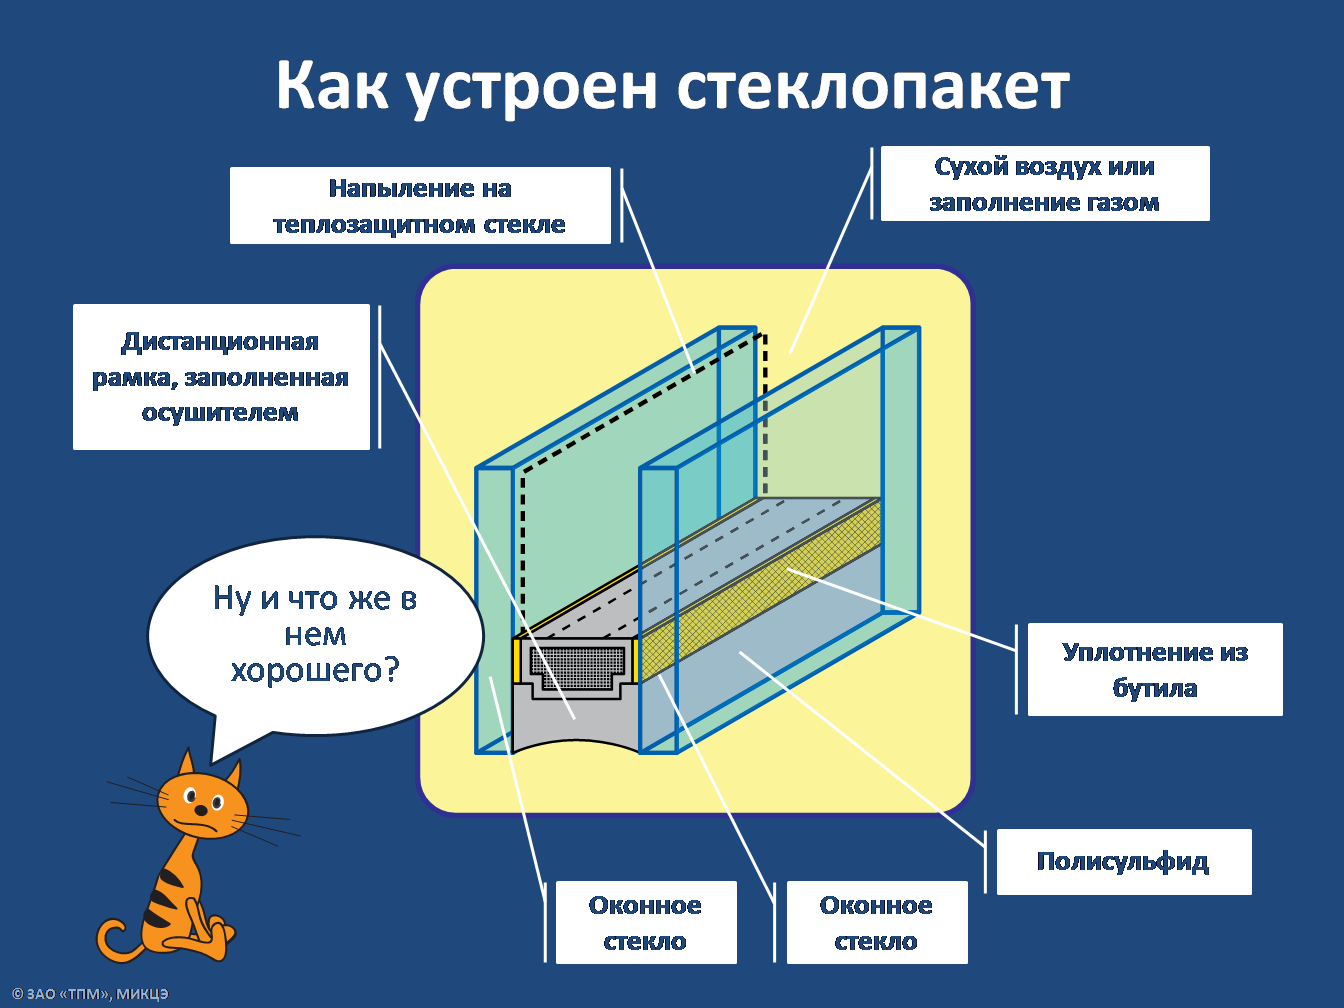 Как устроен стеклопакет
Напыление на
теплозащитном стекле
Сухой воздух или
заполнение газом
Дистанционная
рамка, заполненная
осушителем
Ну и что же в
нем
хорошего?
Уплотнение из
бутила
Полисульфид
Оконное
стекло
Оконное
стекло
© ЗАО «ТПМ», МИКЦЭ